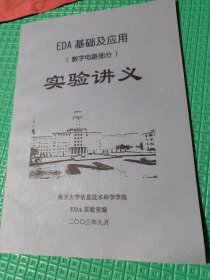 EDA 基础及应用
（数字电路部分）
实验讲义
南开大学信息技术科学学院
EDA 实验室编
二〇〇三年九月